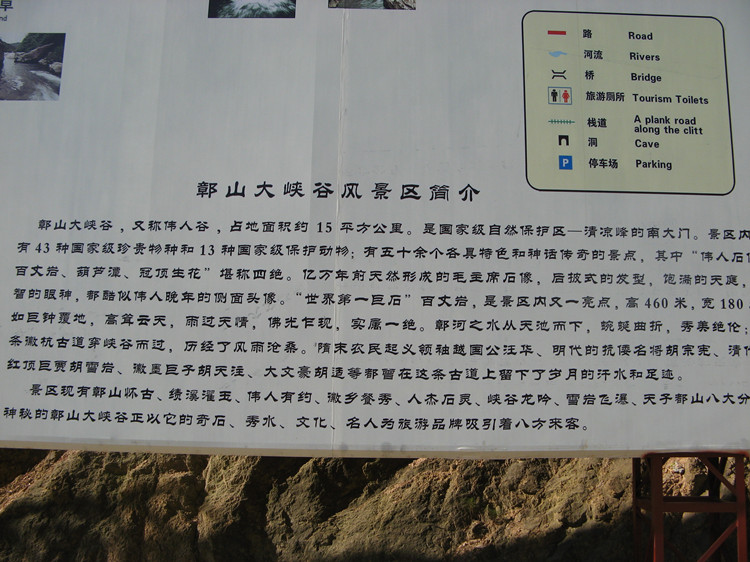 草
nd
路 Road
河流 Rivers
桥 Bridge
旅游厕所 Tourism Toilets
栈道 A plank road
along the clitt
洞 Cave
P 停车场 Parking
鄣山大峡谷风景区简介
鄣山大峡谷，又称伟人谷，占地面积约 15 平方公里。是国家级自然保护区—清凉峰的南大门。景区内
有 43 种国家级珍贵物种和 13 种国家级保护动物；有五十余个各具特色和神话传奇的景点，其中“伟人石
百丈岩、葫芦潭、冠顶生花”堪称四绝。亿万年前天然形成的毛主席石像，后披式的发型，饱满的天庭，
智的眼神，都酷似伟人晚年的侧面头像。“世界第一巨石”百丈岩，是景区内又一亮点，高 460 米，宽 180
如巨钟覆地，高耸云天，雨过天晴，佛光乍现，实属一绝。鄣河之水从天池而下，蜿蜒曲折，秀美绝伦；
条徽杭古道穿峡谷而过，历经了风雨沧桑。隋末农民起义领袖越国公汪华、明代的抗倭名将胡宗宪、清代
红顶巨贾胡雪岩、徽墨巨子胡天注、大文豪胡适等都曾在这条古道上留下了岁月的汗水和足迹。
景区现有鄣山怀古、绩溪濯玉、伟人有约、徽乡餐秀、人杰石灵、峡谷龙吟、雪岩飞瀑、天子鄣山八大分
神秘的鄣山大峡谷正以它的奇石、秀水、文化、名人为旅游品牌吸引着八方来客。